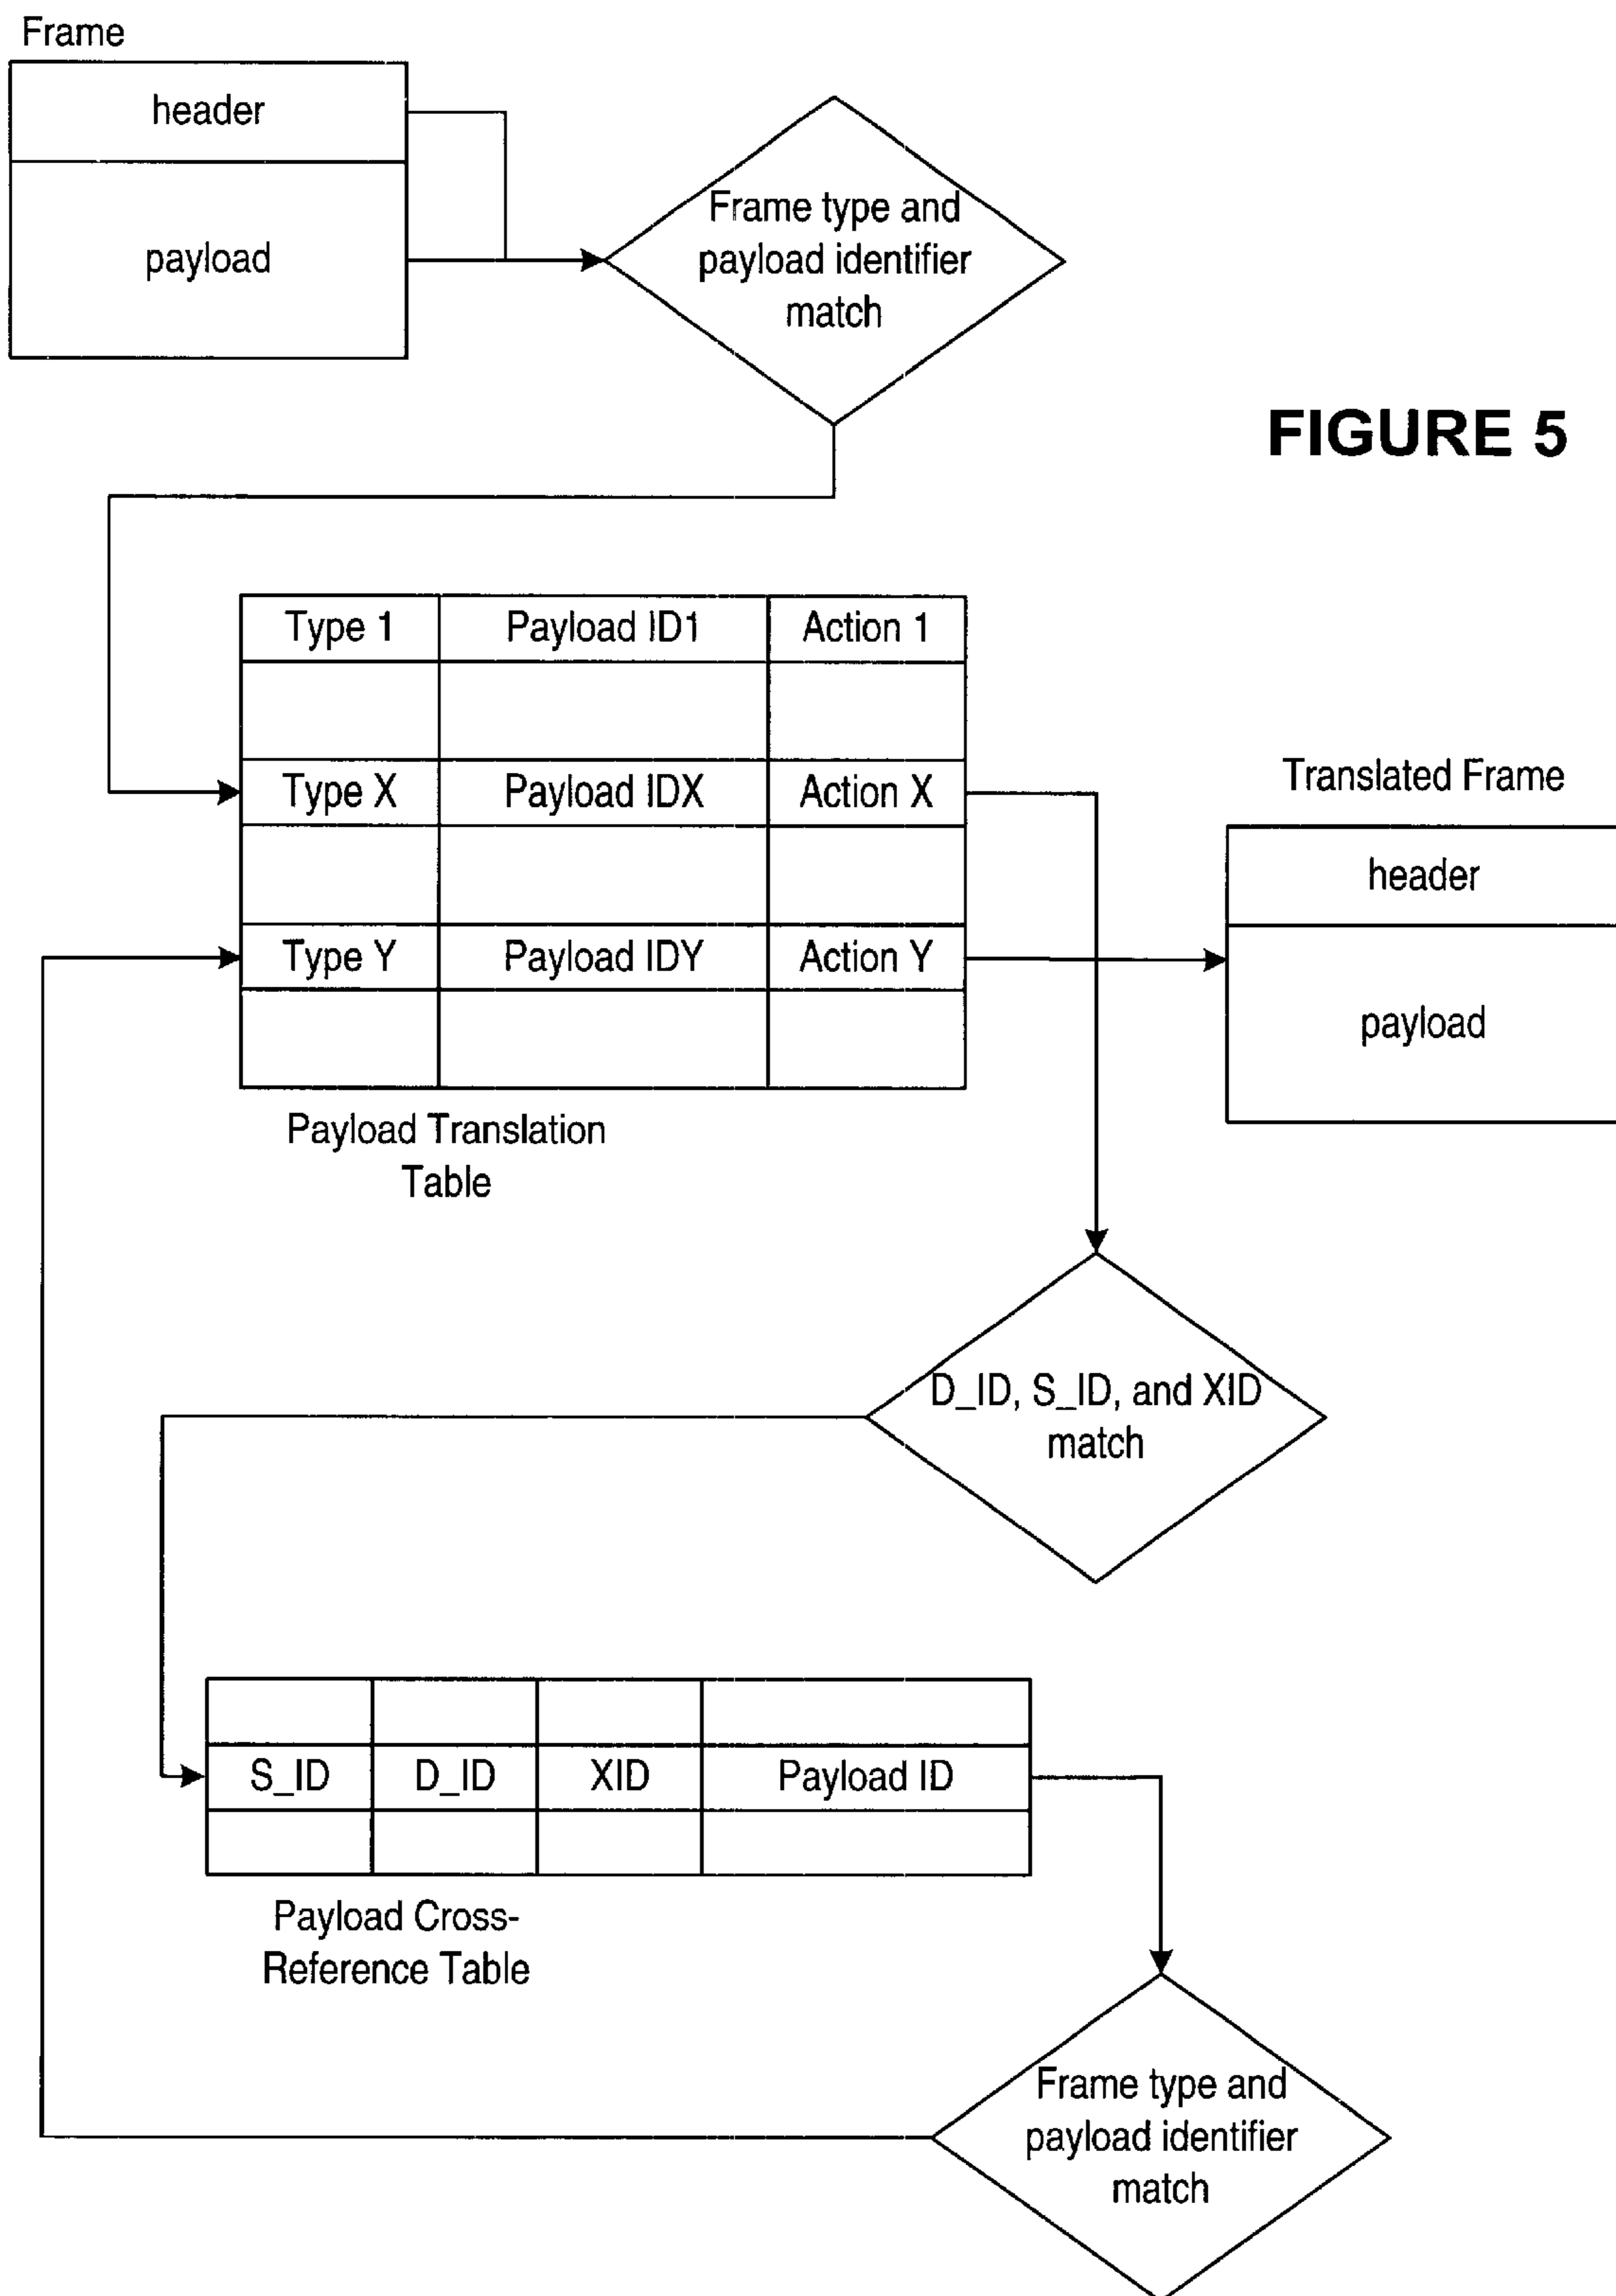 Frame
header
payload
Frame type and
payload identifier
match
FIGURE 5
Type 1 Payload ID1 Action 1
Type X Payload IDX Action X
Type Y Payload IDY Action Y
Payload Translation
Table
Translated Frame
header
payload
D_ID, S_ID, and XID
match
S_ID D_ID XID Payload ID
Payload Cross-
Reference Table
Frame type and
payload identifier
match